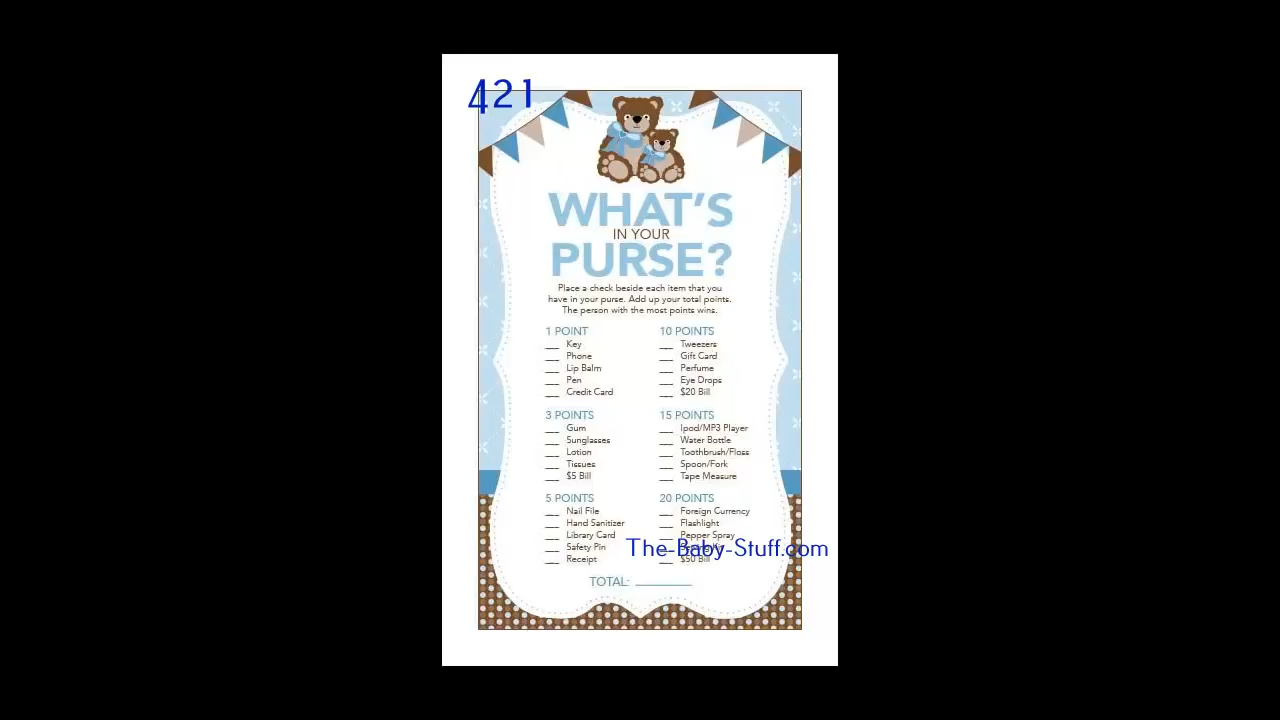 421
WHAT'S
IN YOUR
PURSE?
Place a check beside each item that you
have in your purse. Add up your total points.
The person with the most points wins.
1 POINT
___ Key
___ Phone
___ Lip Balm
___ Pen
___ Credit Card
3 POINTS
___ Gum
___ Sunglasses
___ Lotion
___ Tissues
___ $5 Bill
5 POINTS
___ Nail File
___ Hand Sanitizer
___ Library Card
___ Safety Pin
___ Receipt
10 POINTS
___ Tweezers
___ Gift Card
___ Perfume
___ Eye Drops
___ $20 Bill
15 POINTS
___ Ipod/MP3 Player
___ Water Bottle
___ Toothbrush/Floss
___ Spoon/Fork
___ Tape Measure
20 POINTS
___ Foreign Currency
___ Flashlight
___ Pepper Spray
___ $50 Bill
The-Baby-Stuff.com
TOTAL: ________